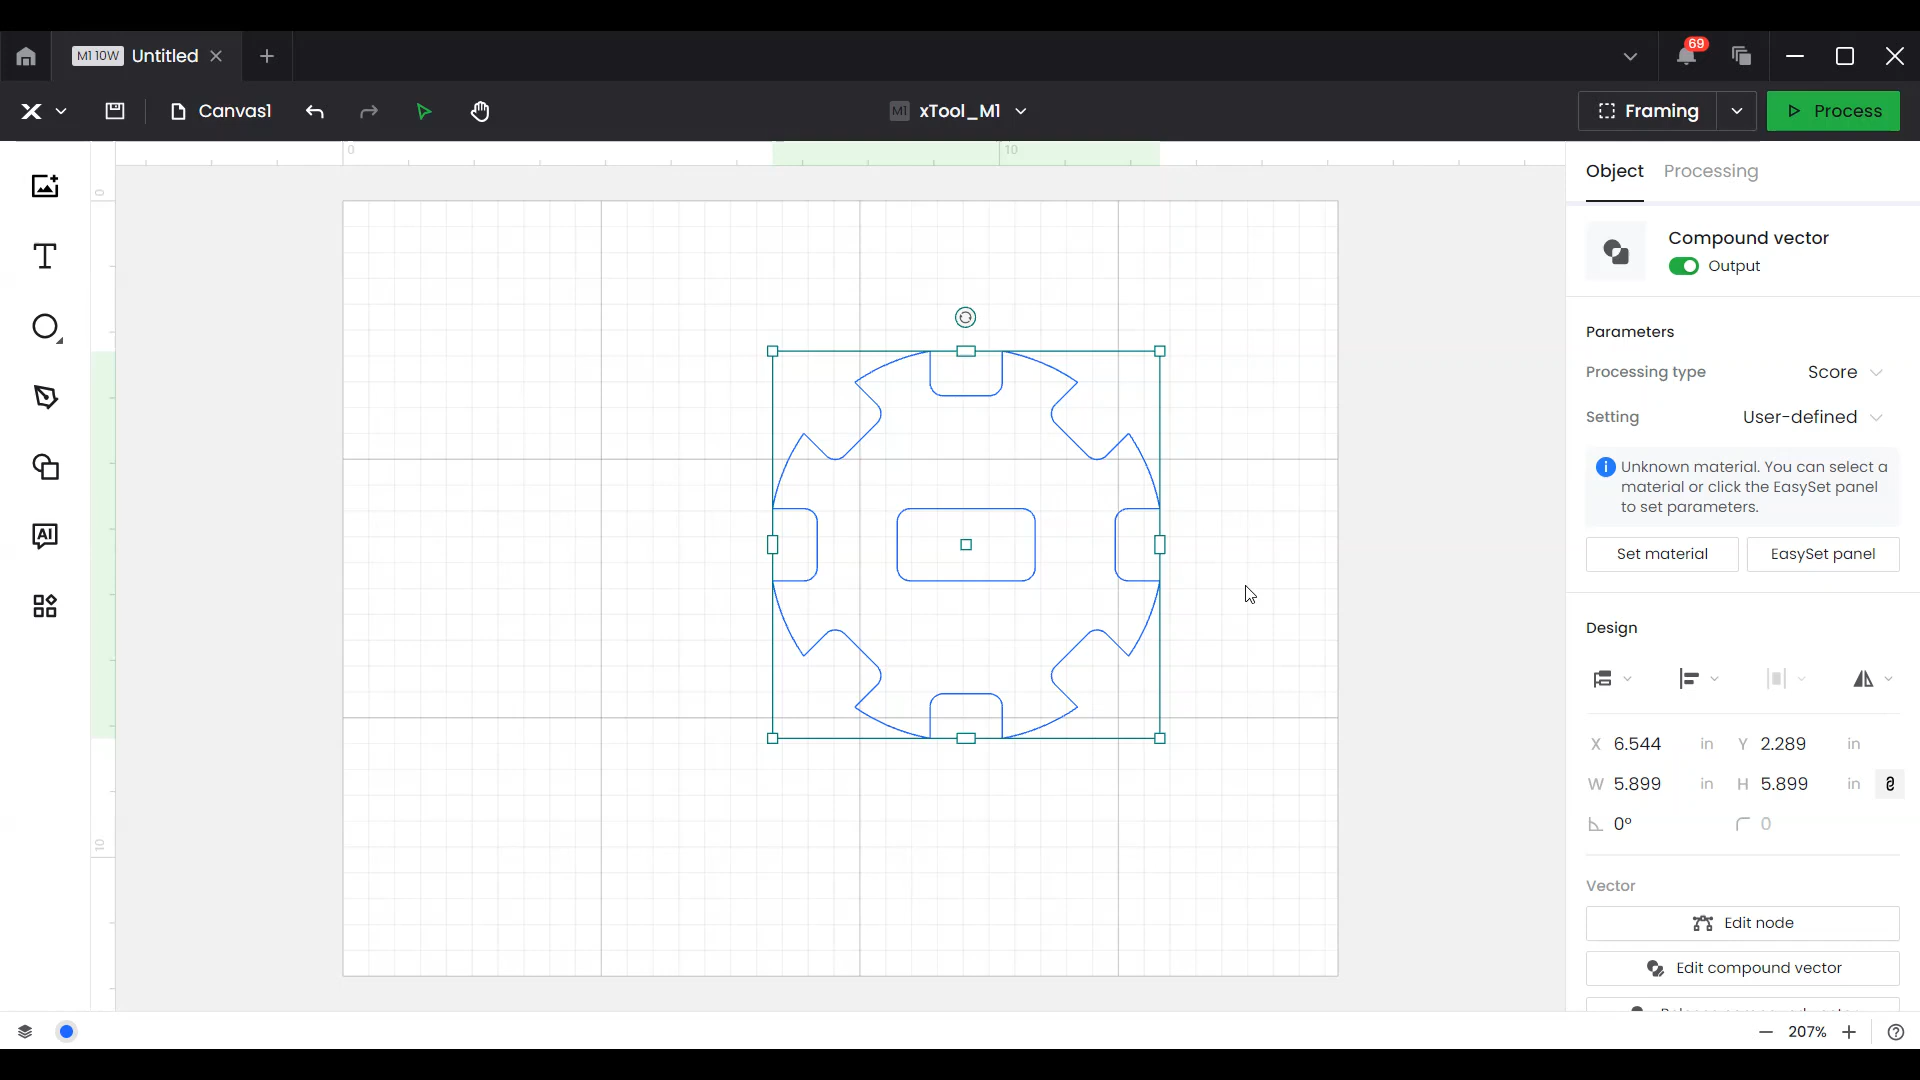 M1 10W Untitled
69
Canvas1
M1 xTool_M1
Framing
Process
0
10
0
10
AI
Object Processing
Compound vector
Output
Parameters
Processing type Score
Setting User-defined
Unknown material. You can select a
material or click the EasySet panel
to set parameters.
Set material EasySet panel
Design
X 6.544 in Y 2.289 in
W 5.899 in H 5.899 in
0° 0
Vector
Edit node
Edit compound vector
207%